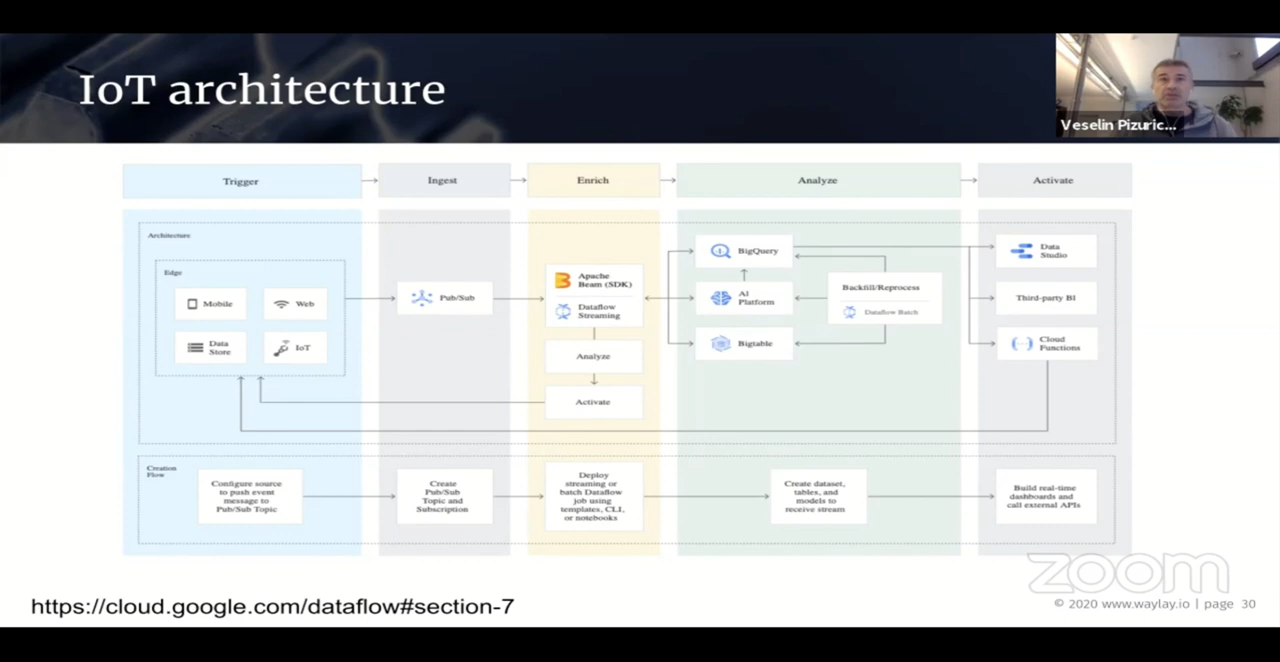 IoT architecture
Veselin Pizuric...
Trigger
Ingest
Enrich
Analyze
Activate
Architecture
Edge
Mobile
Web
Data
Store
IoT
Pub/Sub
Apache
Beam (SDK)
Dataflow
Streaming
Analyze
Activate
BigQuery
AI
Platform
Bigtable
Backfill/Reprocess
Dataflow Batch
Data
Studio
Third-party BI
Cloud
Functions
Creation
Flow
Configure source
to push event
message to
Pub/Sub Topic
Create
Pub/Sub
Topic and
Subscription
Deploy
streaming or
batch Dataflow
job using
templates, CLI,
or notebooks
Create dataset,
tables, and
models to
receive stream
Build real-time
dashboards and
call external APIs
zoom
https://cloud.google.com/dataflow#section-7
© 2020 www.waylay.io | page 30